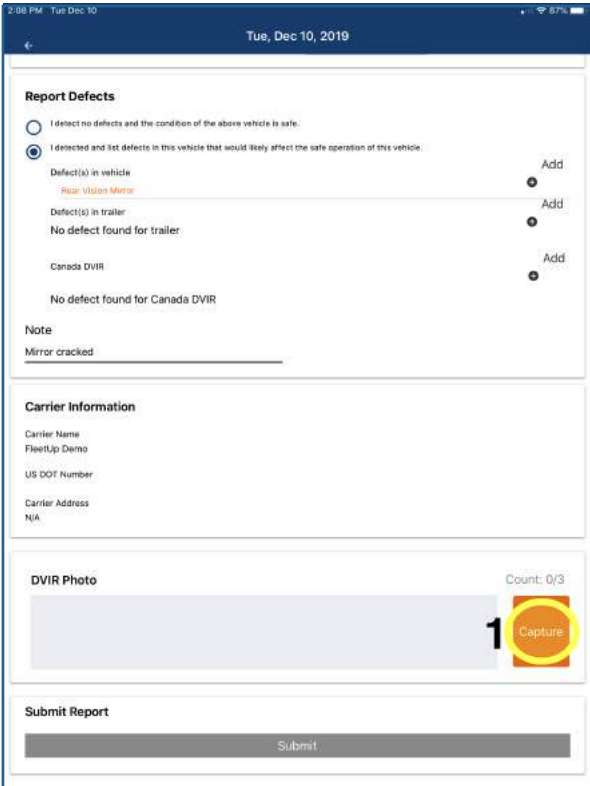 2:08 PM Tue Dec 10 87%
Tue, Dec 10, 2019
Report Defects
I detect no defects and the condition of the above vehicle is safe.
I detected and list defects in this vehicle that would likely affect the safe operation of this vehicle.
Defect(s) in vehicle
Add
Rear Vision Mirror
Defect(s) in trailer
Add
No defect found for trailer
Canada DVIR
Add
No defect found for Canada DVIR
Note
Mirror cracked
Carrier Information
Carrier Name
FleetUp Demo
US DOT Number
Carrier Address
N/A
DVIR Photo
Count: 0/3
1
Capture
Submit Report
Submit